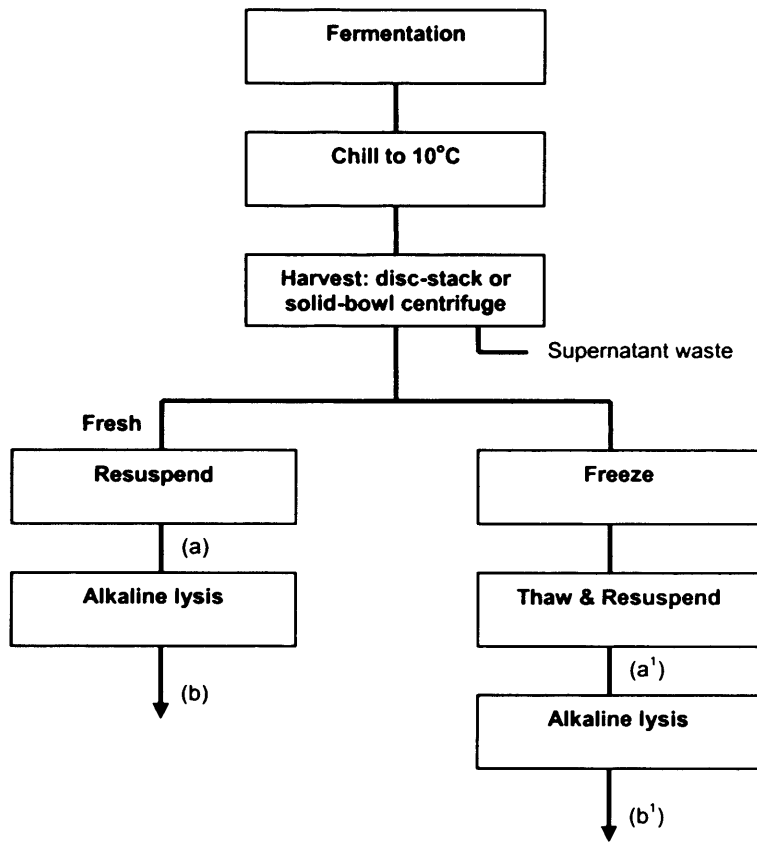 Fermentation
Chill to 10°C
Harvest: disc-stack or
solid-bowl centrifuge
Supernatant waste
Fresh
Resuspend
(a)
Alkaline lysis
(b)
Freeze
Thaw & Resuspend
(a¹)
Alkaline lysis
(b¹)